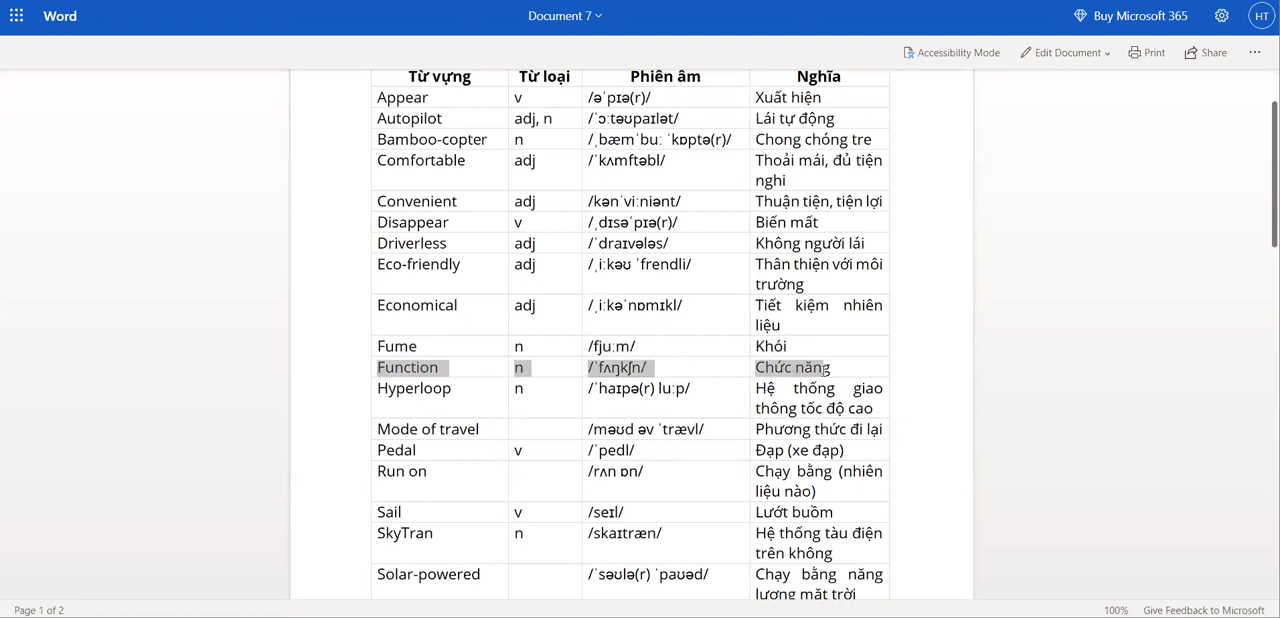 Word
Document 7
Buy Microsoft 365
HT
Accessibility Mode
Edit Document
Print
Share
Từ vựng Từ loại Phiên âm Nghĩa
Appear v /əˈpɪə(r)/ Xuất hiện
Autopilot adj, n /ˈɔːtəʊpaɪlət/ Lái tự động
Bamboo-copter n /ˌbæmˈbuː ˈkɒptə(r)/ Chong chóng tre
Comfortable adj /ˈkʌmftəbl/ Thoải mái, đủ tiện
nghi
Convenient adj /kənˈviːniənt/ Thuận tiện, tiện lợi
Disappear v /ˌdɪsəˈpɪə(r)/ Biến mất
Driverless adj /ˈdraɪvələs/ Không người lái
Eco-friendly adj /ˌiːkəʊ ˈfrendli/ Thân thiện với môi
trường
Economical adj /ˌiːkəˈnɒmɪkl/ Tiết kiệm nhiên
liệu
Fume n /fjuːm/ Khói
Function n /ˈfʌŋkʃn/ Chức năng
Hyperloop n /ˈhaɪpə(r) luːp/ Hệ thống giao
thông tốc độ cao
Mode of travel /məʊd əv ˈtrævl/ Phương thức đi lại
Pedal v /ˈpedl/ Đạp (xe đạp)
Run on /rʌn ɒn/ Chạy bằng (nhiên
liệu nào)
Sail v /seɪl/ Lướt buồm
SkyTran n /skaɪtræn/ Hệ thống tàu điện
trên không
Solar-powered /ˈsəʊlə(r) ˈpaʊəd/ Chạy bằng năng
lượng mặt trời
Page 1 of 2
100%
Give Feedback to Microsoft